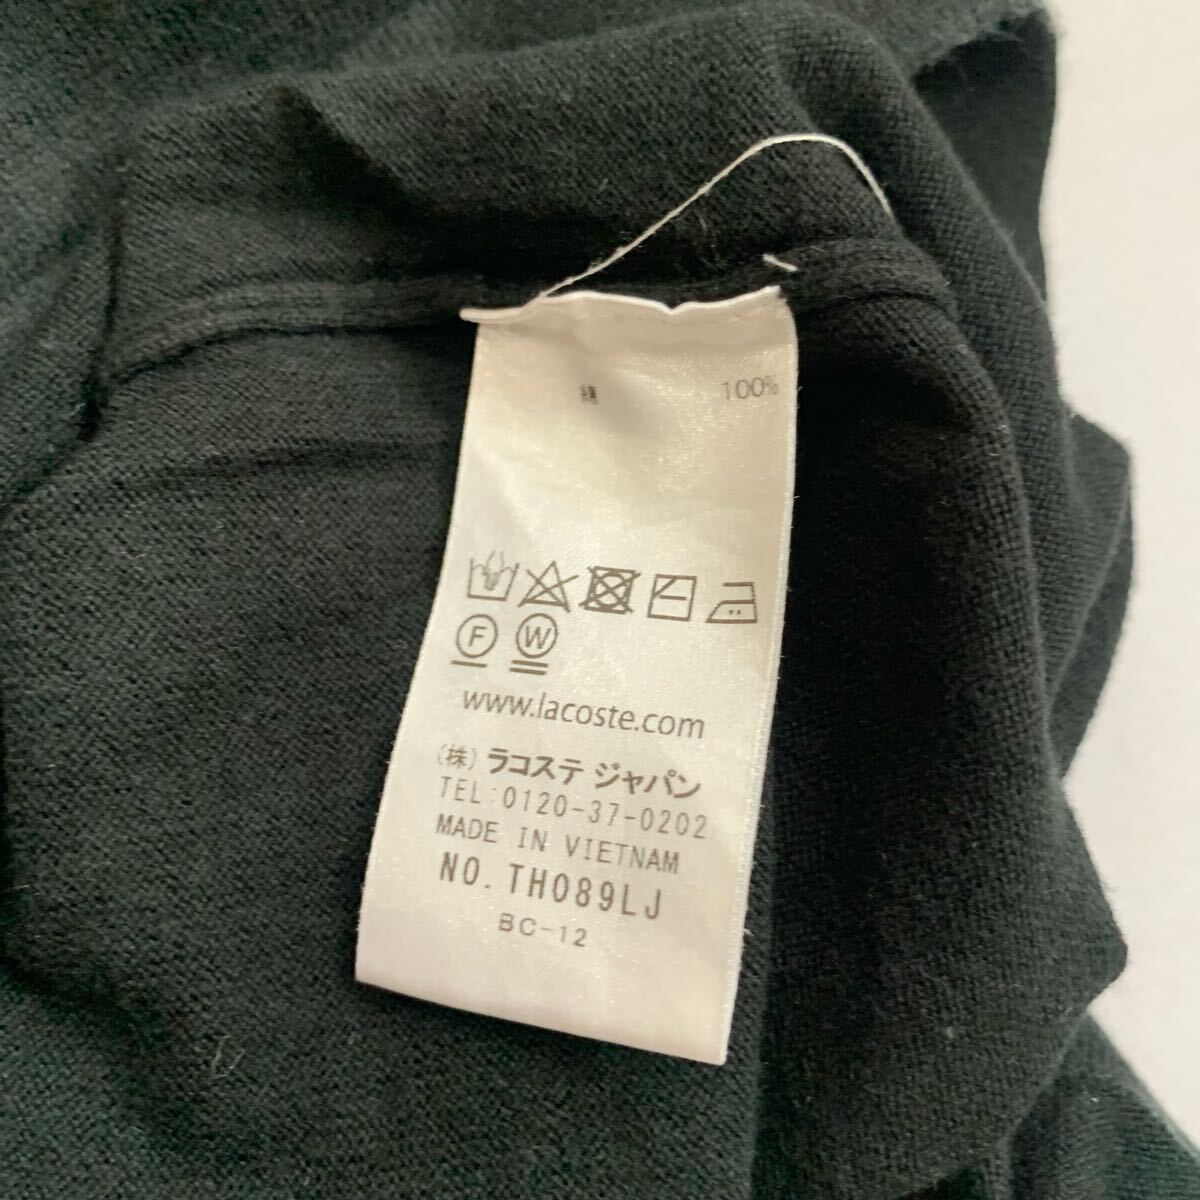 綿 100%
F W
www.lacoste.com
(株) ラコステ ジャパン
TEL:0120-37-0202
MADE IN VIETNAM
NO. TH089LJ
BC-12